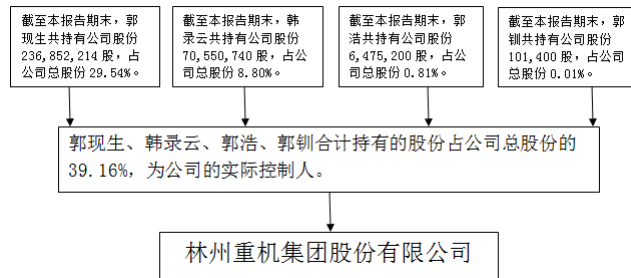 截至本报告期末，郭
现生共持有公司股份
236,852,214 股，占
公司总股份 29.54%。
截至本报告期末，韩
录云共持有公司股份
70,550,740 股，占公
司总股份 8.80%。
截至本报告期末，郭
浩共持有公司股份
6,475,200 股，占公
司总股份 0.81%。
截至本报告期末，郭
钏共持有公司股份
101,400 股，占公司
总股份 0.01%。
郭现生、韩录云、郭浩、郭钏合计持有的股份占公司总股份的
39.16%，为公司的实际控制人。
林州重机集团股份有限公司